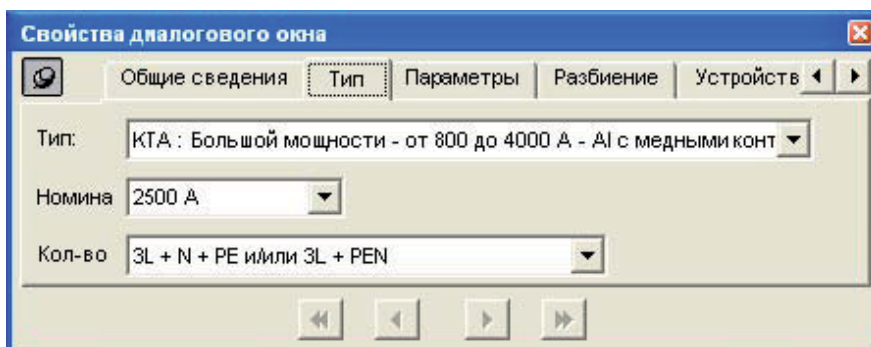 Свойства диалогового окна
Общие сведения Тип Параметры Разбиение Устройств
Тип: КТА : Большой мощности - от 800 до 4000 А - Al с медными конт
Номина 2500 А
Кол-во 3L + N + PE и/или 3L + PEN